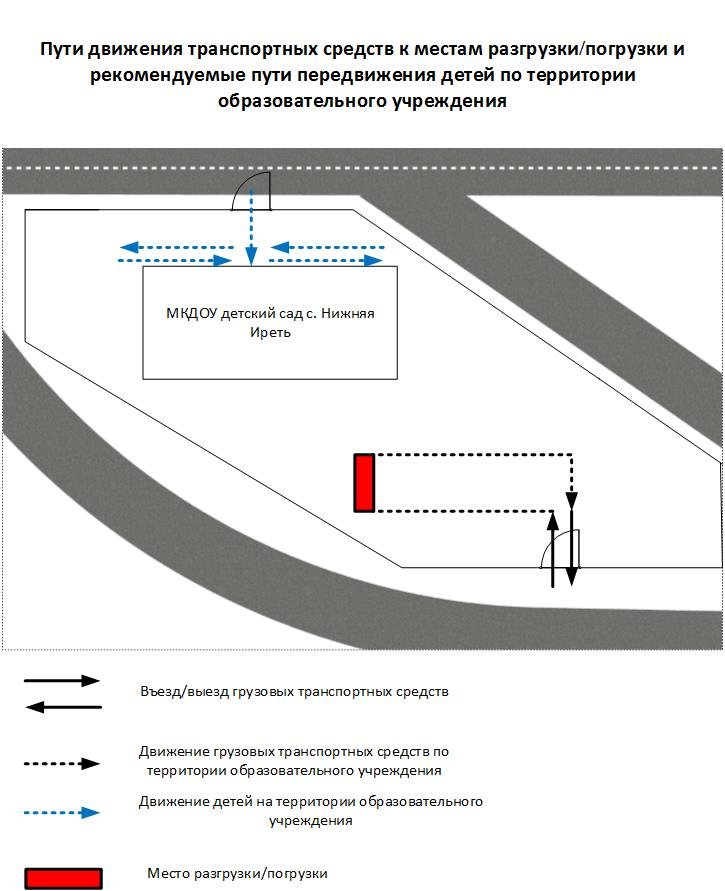 Пути движения транспортных средств к местам разгрузки/погрузки и
рекомендуемые пути передвижения детей по территории
образовательного учреждения
МКДОУ детский сад с. Нижняя
Иреть
Въезд/выезд грузовых транспортных средств
Движение грузовых транспортных средств по
территории образовательного учреждения
Движение детей на территории образовательного
учреждения
Место разгрузки/погрузки